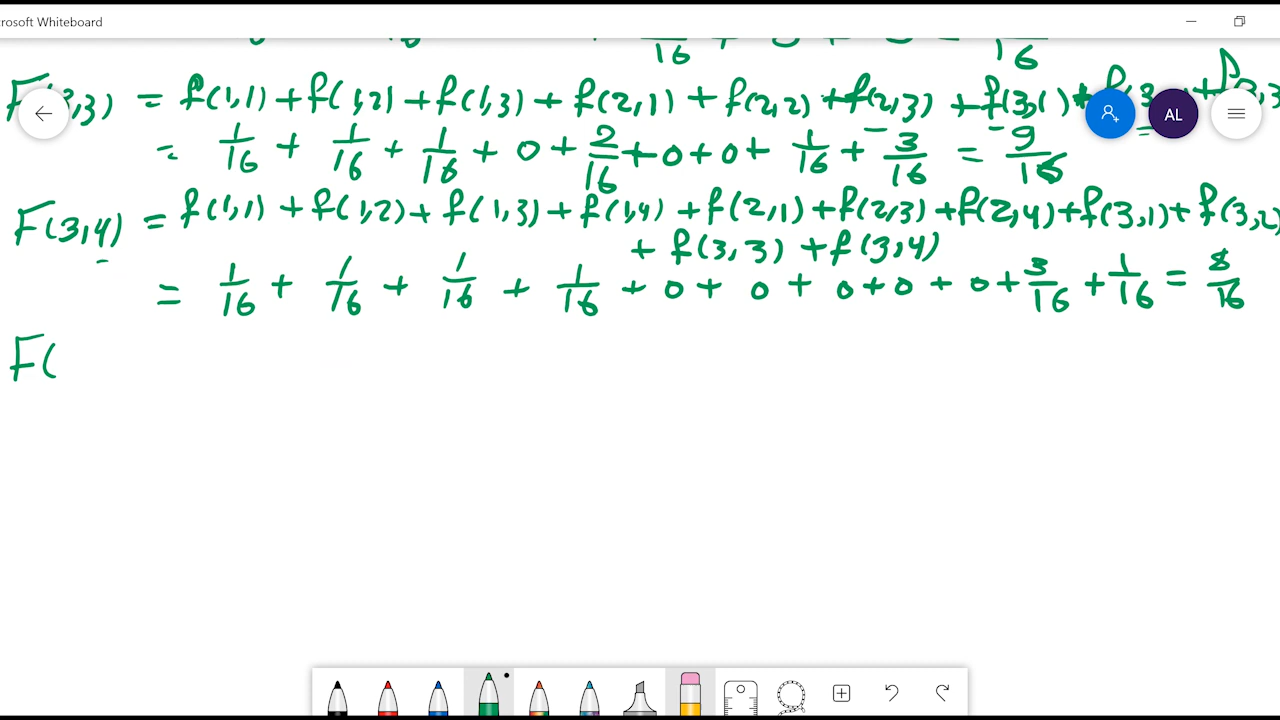 rosoft Whiteboard
16 16
F(3,3) = f(1,1) + f(1,2) + f(1,3) + f(2,1) + f(2,2) + f(2,3) + f(3,1) +
= 1/16 + 1/16 + 1/16 + 0 + 2/16 + 0 + 0 + 1/16 + 3/16 = 9/16
AL
F(3,4) = f(1,1) + f(1,2) + f(1,3) + f(1,4) + f(2,1) + f(2,3) + f(2,4) + f(3,1) + f(3,2)
+ f(3,3) + f(3,4)
= 1/16 + 1/16 + 1/16 + 1/16 + 0 + 0 + 0 + 0 + 0 + 3/16 + 1/16 = 8/16
F(